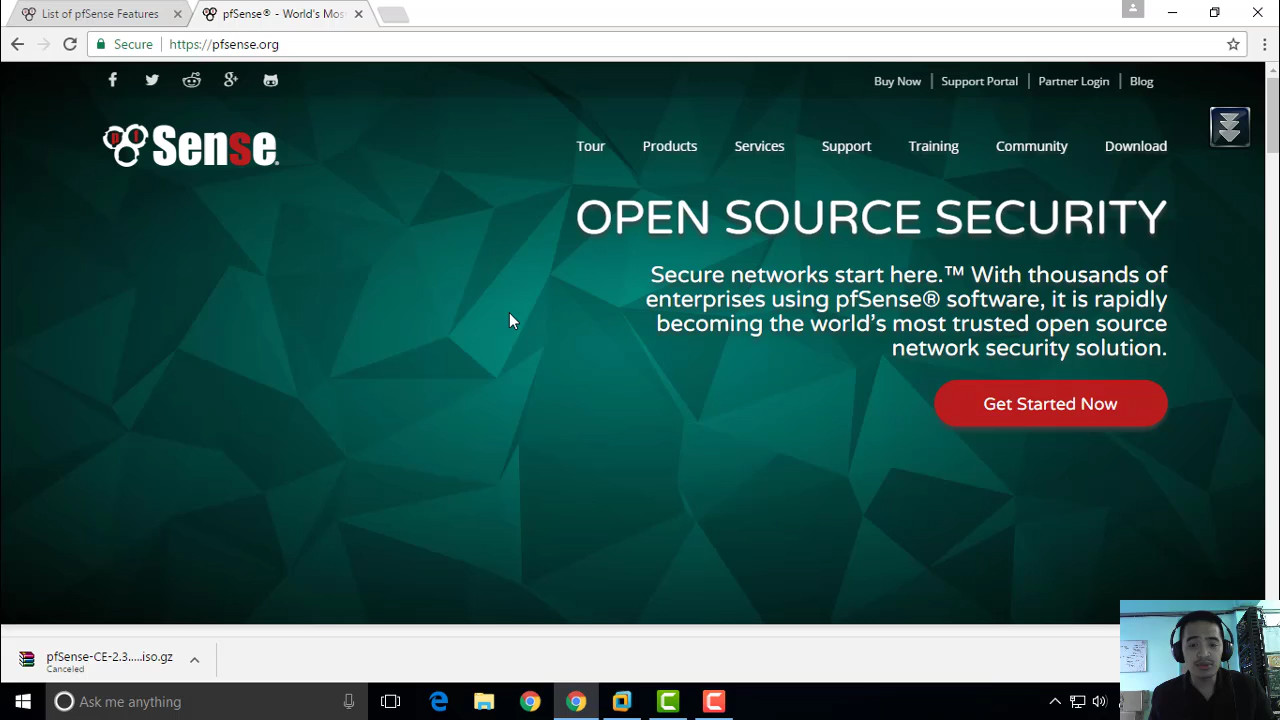 List of pfSense Features
pfSense® - World's Mos
Secure
https://pfsense.org
Buy Now
Support Portal
Partner Login
Blog
pf Sense
Tour
Products
Services
Support
Training
Community
Download
OPEN SOURCE SECURITY
Secure networks start here.™ With thousands of
enterprises using pfSense® software, it is rapidly
becoming the world's most trusted open source
network security solution.
Get Started Now
pfSense-CE-2.3.....iso.gz
Canceled
Ask me anything